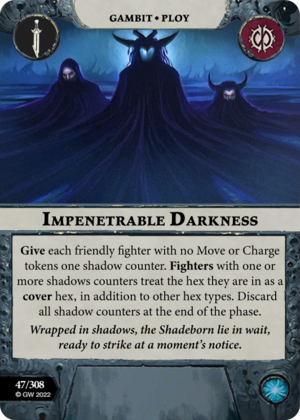 GAMBIT • PLOY
IMPENETRABLE DARKNESS
Give each friendly fighter with no Move or Charge
tokens one shadow counter. Fighters with one or
more shadows counters treat the hex they are in as a
cover hex, in addition to other hex types. Discard
all shadow counters at the end of the phase.
Wrapped in shadows, the Shadeborn lie in wait,
ready to strike at a moment's notice.
47/308
© GW 2022